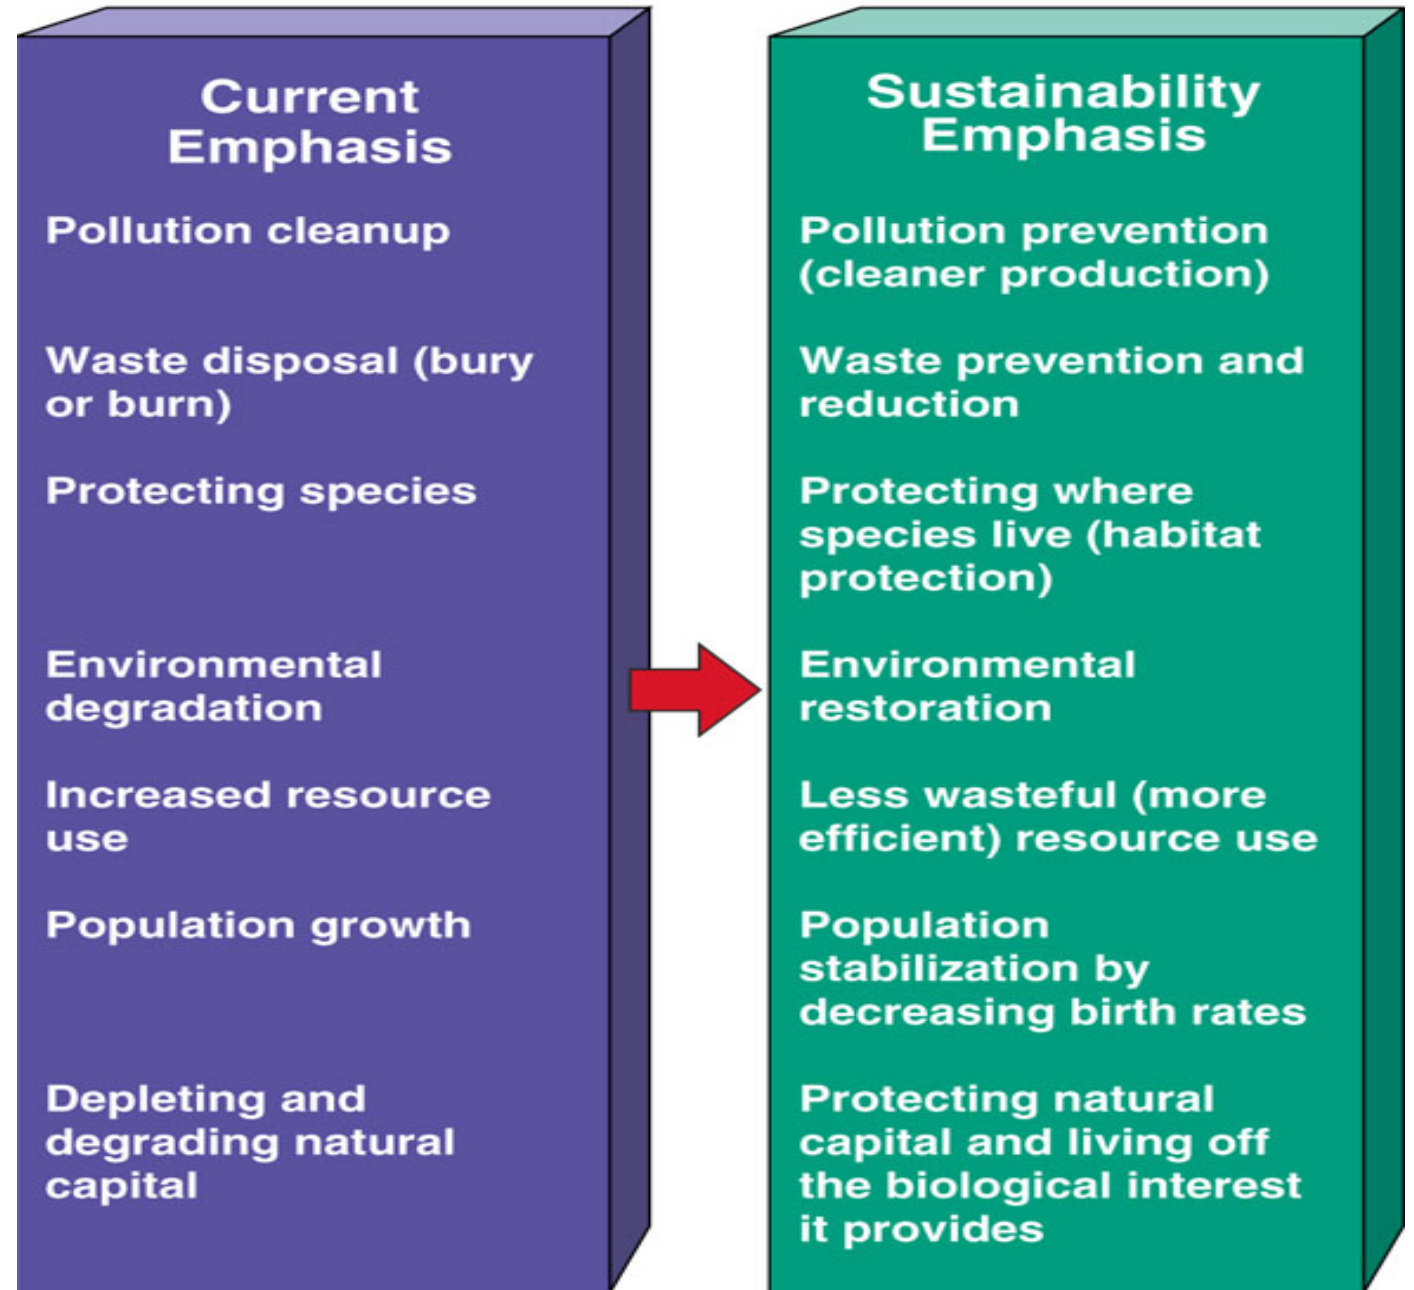 Current
Emphasis
Pollution cleanup
Waste disposal (bury
or burn)
Protecting species
Environmental
degradation
Increased resource
use
Population growth
Depleting and
degrading natural
capital
Sustainability
Emphasis
Pollution prevention
(cleaner production)
Waste prevention and
reduction
Protecting where
species live (habitat
protection)
Environmental
restoration
Less wasteful (more
efficient) resource use
Population
stabilization by
decreasing birth rates
Protecting natural
capital and living off
the biological interest
it provides